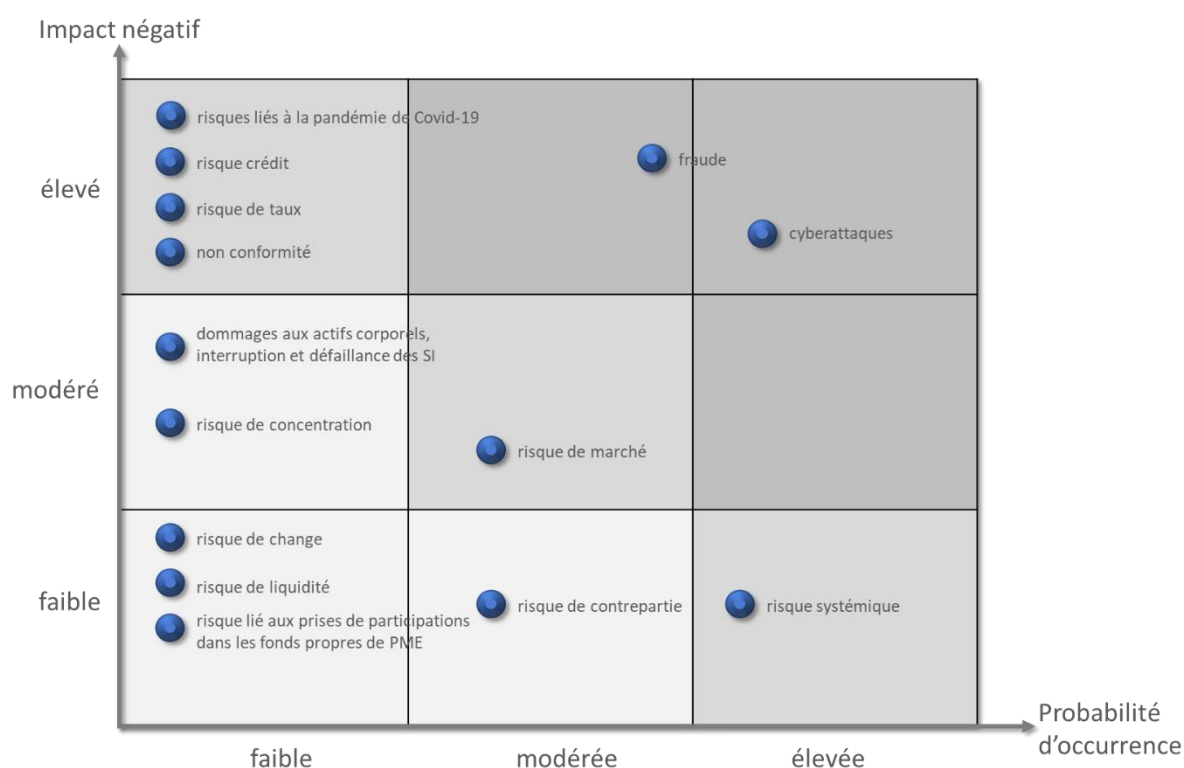 Impact négatif
risques liés à la pandémie de Covid-19
risque crédit
fraude
élevé
risque de taux
cyberattaques
non conformité
dommages aux actifs corporels,
interruption et défaillance des SI
modéré
risque de concentration
risque de marché
risque de change
risque de liquidité
faible
risque de contrepartie
risque systémique
risque lié aux prises de participations
dans les fonds propres de PME
Probabilité
d'occurrence
faible
modérée
élevée